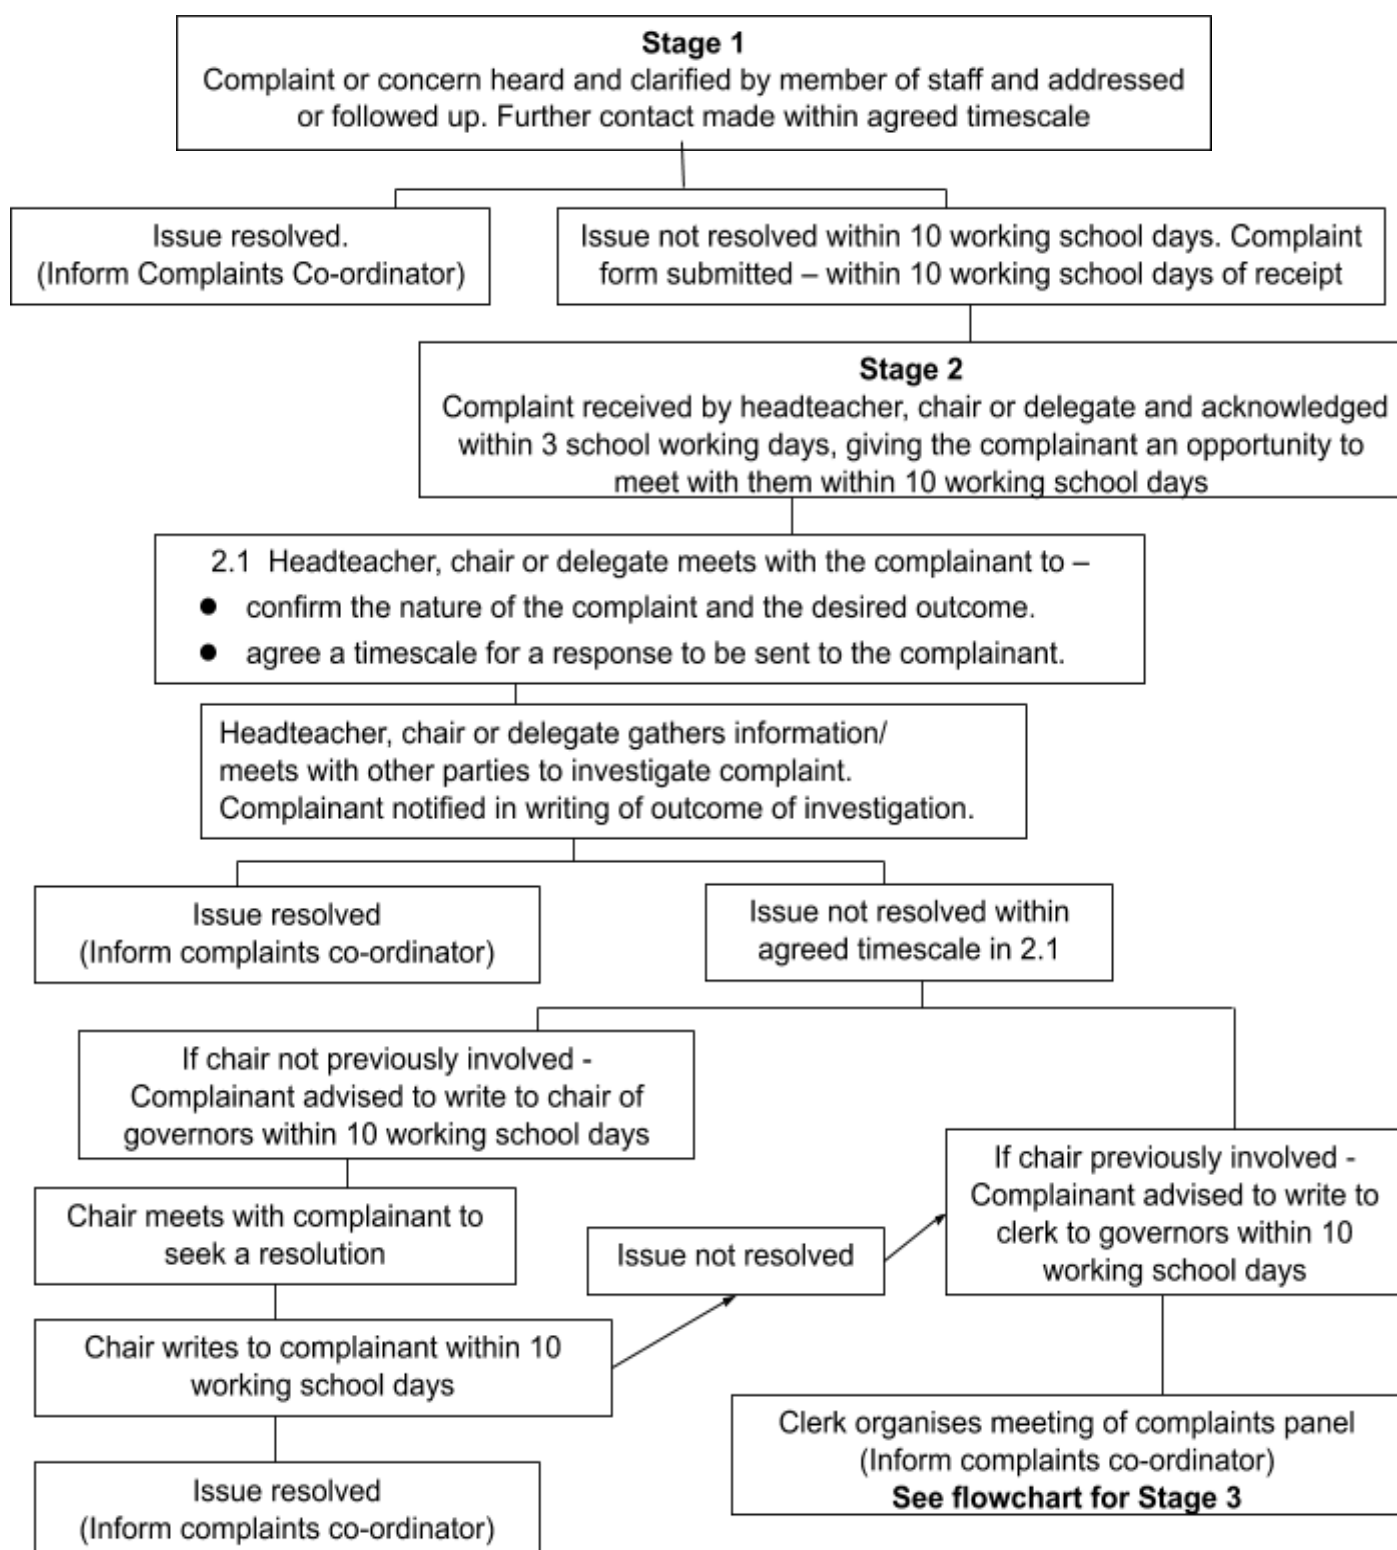 Stage 1
Complaint or concern heard and clarified by member of staff and addressed
or followed up. Further contact made within agreed timescale
Issue resolved.
(Inform Complaints Co-ordinator)
Issue not resolved within 10 working school days. Complaint
form submitted – within 10 working school days of receipt
Stage 2
Complaint received by headteacher, chair or delegate and acknowledged
within 3 school working days, giving the complainant an opportunity to
meet with them within 10 working school days
2.1 Headteacher, chair or delegate meets with the complainant to –
● confirm the nature of the complaint and the desired outcome.
● agree a timescale for a response to be sent to the complainant.
Headteacher, chair or delegate gathers information/
meets with other parties to investigate complaint.
Complainant notified in writing of outcome of investigation.
Issue resolved
(Inform complaints co-ordinator)
Issue not resolved within
agreed timescale in 2.1
If chair not previously involved -
Complainant advised to write to chair of
governors within 10 working school days
Chair meets with complainant to
seek a resolution
Chair writes to complainant within 10
working school days
Issue resolved
(Inform complaints co-ordinator)
Issue not resolved
If chair previously involved -
Complainant advised to write to
clerk to governors within 10
working school days
Clerk organises meeting of complaints panel
(Inform complaints co-ordinator)
See flowchart for Stage 3